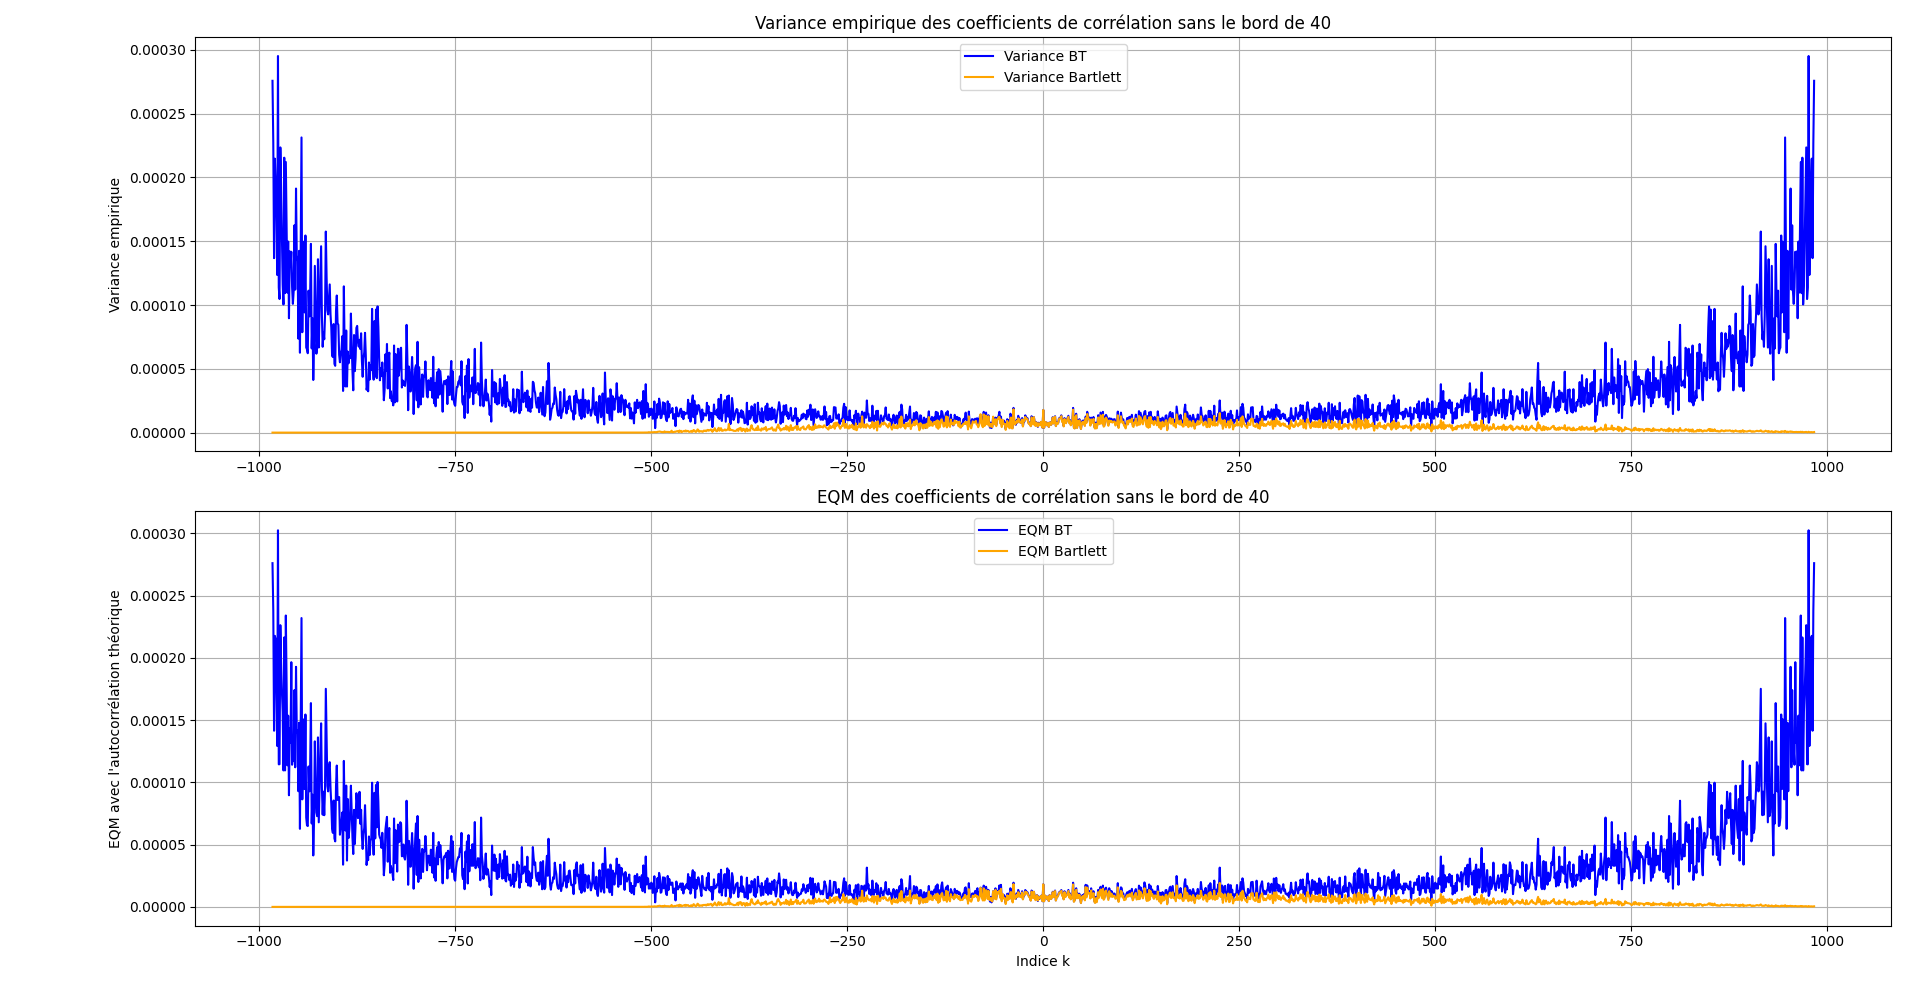 Variance empirique des coefficients de corrélation sans le bord de 40
Variance BT
Variance Bartlett
Variance empirique
0.00030
0.00025
0.00020
0.00015
0.00010
0.00005
0.00000
−1000 −750 −500 −250 0 250 500 750 1000
EQM des coefficients de corrélation sans le bord de 40
EQM BT
EQM Bartlett
EQM avec l'autocorrélation théorique
0.00030
0.00025
0.00020
0.00015
0.00010
0.00005
0.00000
−1000 −750 −500 −250 0 250 500 750 1000
Indice k